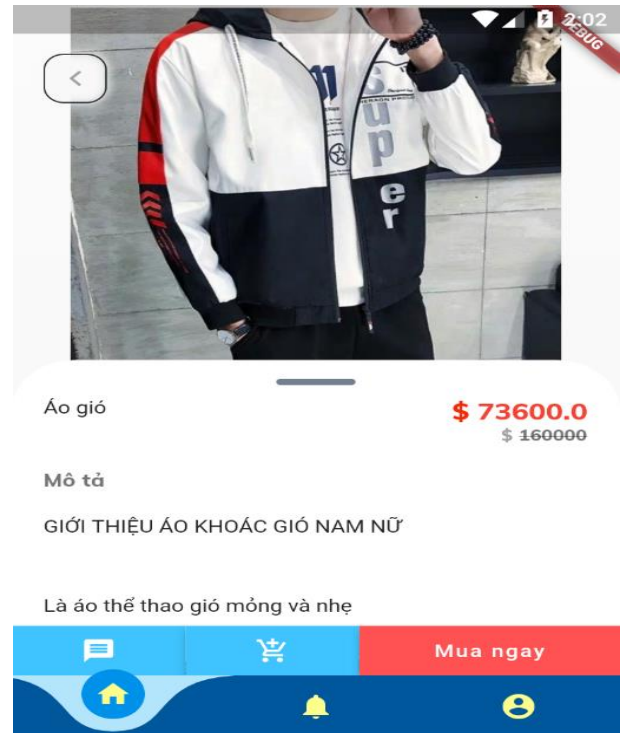 2:02
DEBUG
Super
Áo gió
$ 73600.0
$ 160000
Mô tả
GIỚI THIỆU ÁO KHOÁC GIÓ NAM NỮ
Là áo thể thao gió mỏng và nhẹ
Mua ngay